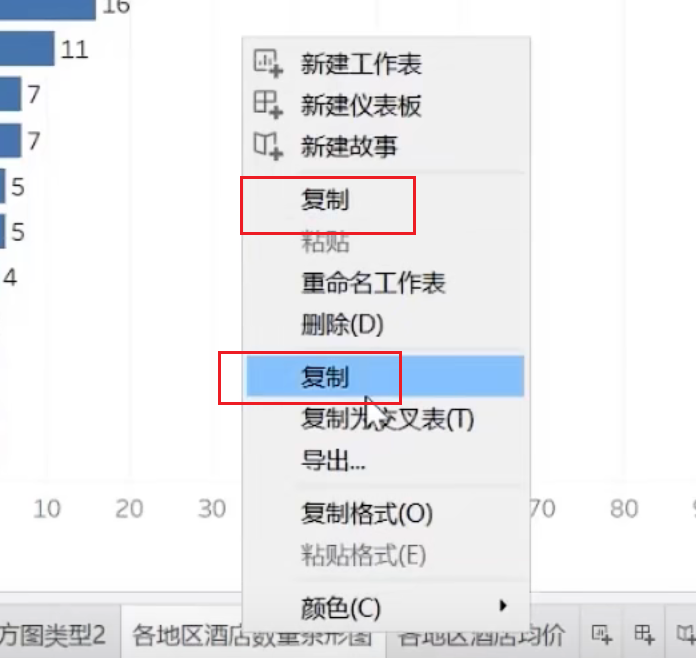 16
11
7
7
5
5
4
新建工作表
新建仪表板
新建故事
复制
粘贴
重命名工作表
删除(D)
复制
复制为交叉表(T)
导出...
复制格式(O)
粘贴格式(E)
颜色(C)
10 20 30 70 80
方图类型2 各地区酒店数量条形图 各地区酒店均价